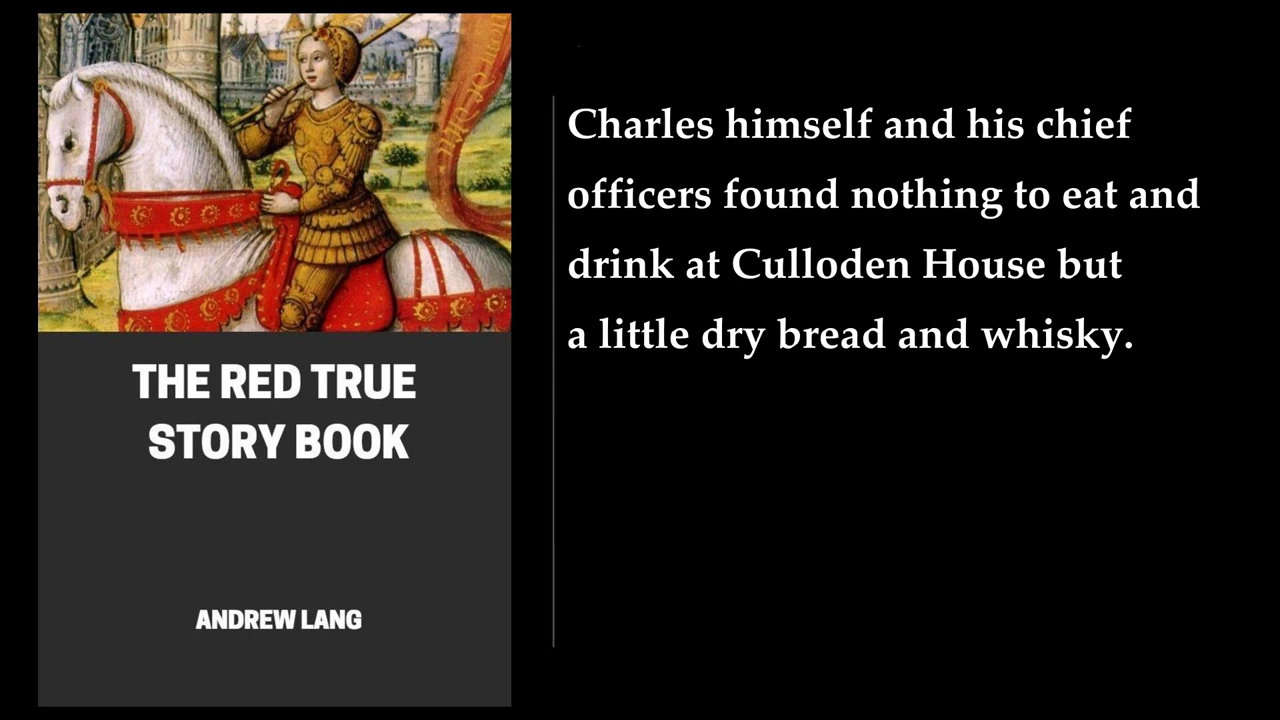 THE RED TRUE
STORY BOOK
ANDREW LANG
Charles himself and his chief
officers found nothing to eat and
drink at Culloden House but
a little dry bread and whisky.